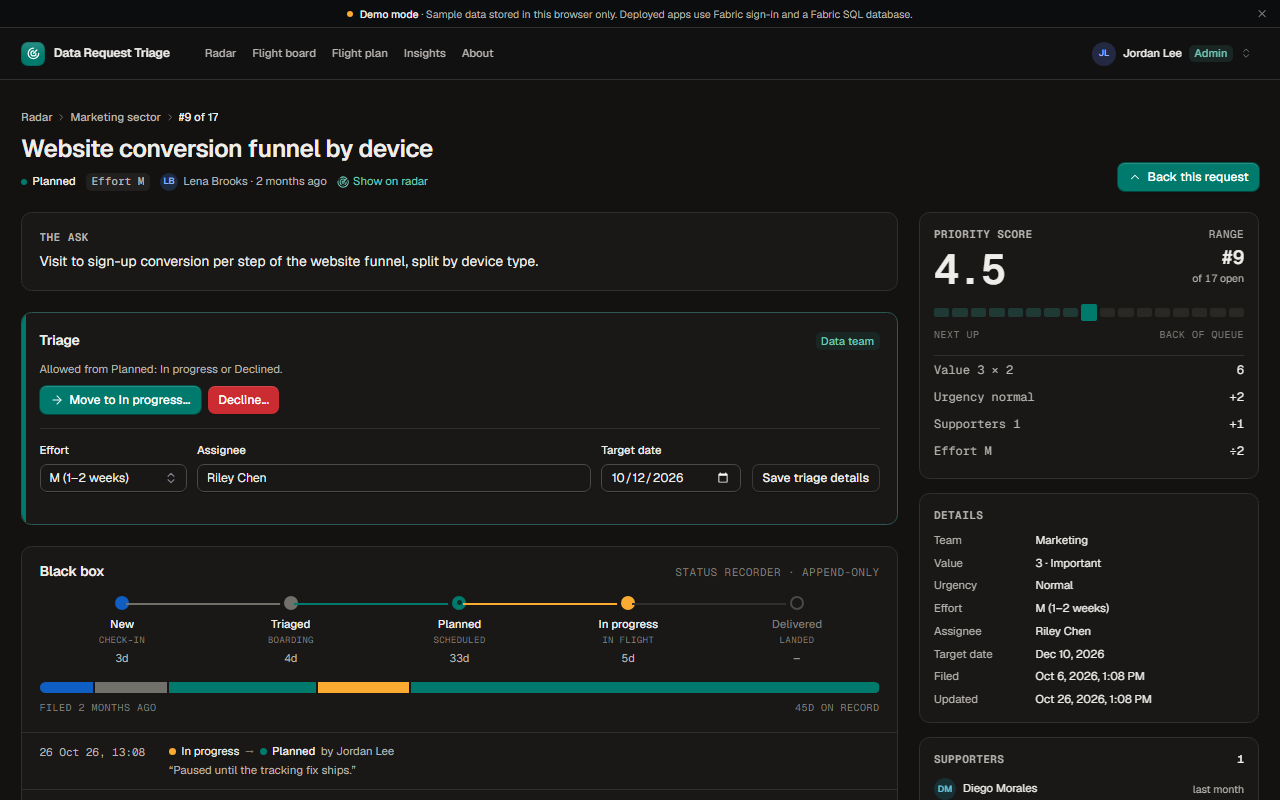 Demo mode · Sample data stored in this browser only. Deployed apps use Fabric sign-in and a Fabric SQL database.
Data Request Triage
Radar
Flight board
Flight plan
Insights
About
JL
Jordan Lee
Admin
Radar > Marketing sector > #9 of 17
Website conversion funnel by device
Planned
Effort M
LB
Lena Brooks · 2 months ago
Show on radar
Back this request
THE ASK
Visit to sign-up conversion per step of the website funnel, split by device type.
Triage
Data team
Allowed from Planned: In progress or Declined.
→ Move to In progress...
Decline...
Effort
Assignee
Target date
M (1–2 weeks)
Riley Chen
10/12/2026
Save triage details
Black box
STATUS RECORDER · APPEND-ONLY
New
Triaged
Planned
In progress
Delivered
CHECK-IN
BOARDING
SCHEDULED
IN FLIGHT
LANDED
3d
4d
33d
5d
–
FILED 2 MONTHS AGO
45D ON RECORD
26 Oct 26, 13:08
In progress → Planned by Jordan Lee
“Paused until the tracking fix ships.”
PRIORITY SCORE
RANGE
4.5
#9
of 17 open
NEXT UP
BACK OF QUEUE
Value 3 × 2
6
Urgency normal
+2
Supporters 1
+1
Effort M
÷2
DETAILS
Team
Marketing
Value
3 · Important
Urgency
Normal
Effort
M (1–2 weeks)
Assignee
Riley Chen
Target date
Dec 10, 2026
Filed
Oct 6, 2026, 1:08 PM
Updated
Oct 26, 2026, 1:08 PM
SUPPORTERS
1
DM
Diego Morales
last month